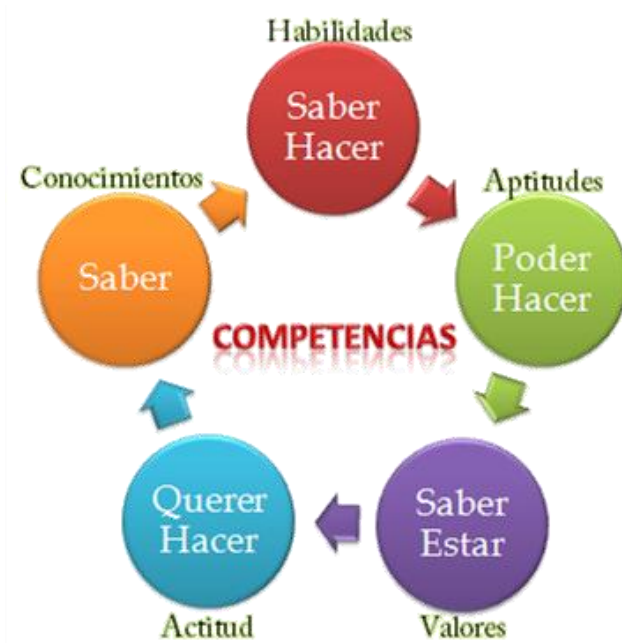 Habilidades
Saber
Hacer
Aptitudes
Poder
Hacer
Conocimientos
Saber
COMPETENCIAS
Saber
Estar
Valores
Querer
Hacer
Actitud